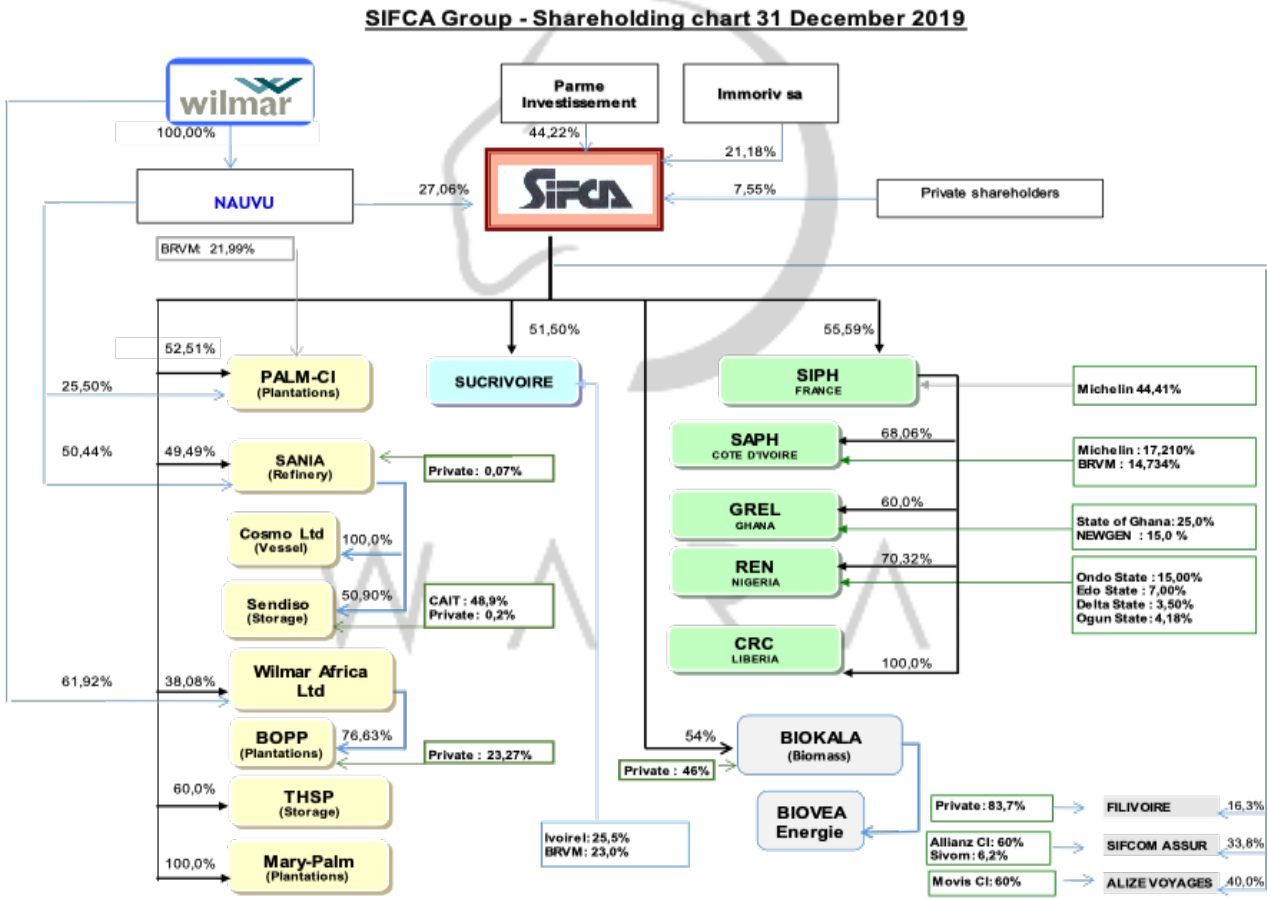 SIFCA Group - Shareholding chart 31 December 2019
wilmar
Parme
Investissement
Immoriv sa
100,00%
44,22%
21,18%
NAUVU
27,06%
SIFCA
7,55%
Private shareholders
BRVM: 21,99%
52,51%
51,50%
55,59%
PALM-CI
(Plantations)
25,50%
SUCRIVOIRE
SIPH
FRANCE
Michelin 44,41%
50,44%
49,49%
SANIA
(Refinery)
Private: 0,07%
SAPH
COTE D'IVOIRE
68,06%
Michelin : 17,210%
BRVM : 14,734%
Cosmo Ltd
(Vessel)
100,0%
GREL
GHANA
60,0%
State of Ghana: 25,0%
NEWGEN : 15,0 %
Sendiso
(Storage)
50,90%
CAIT : 48,9%
Private: 0,2%
REN
NIGERIA
70,32%
Ondo State : 15,00%
Edo State : 7,00%
Delta State : 3,50%
Ogun State: 4,18%
WARA
61,92%
38,08%
Wilmar Africa
Ltd
CRC
LIBERIA
100,0%
BOPP
(Plantations)
76,63%
Private : 23,27%
54%
BIOKALA
(Biomass)
Private : 46%
60,0%
THSP
(Storage)
BIOVEA
Energie
Private: 83,7%
FILIVOIRE
16,3%
Ivoirel: 25,5%
BRVM: 23,0%
Allianz CI: 60%
Sivom: 6,2%
SIFCOM ASSUR
33,8%
100,0%
Mary-Palm
(Plantations)
Movis CI: 60%
ALIZE VOYAGES
40,0%